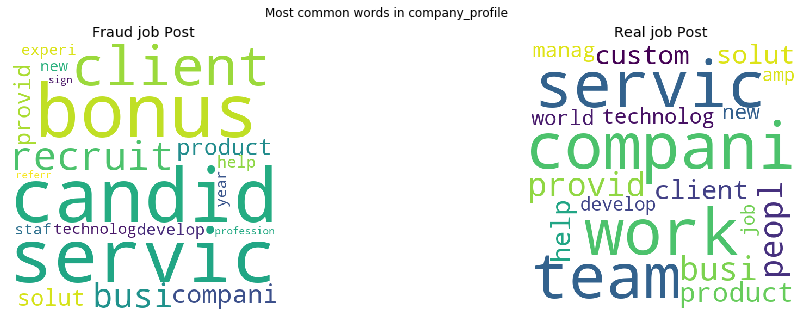 Most common words in company_profile
Fraud job Post
experi
new
client
sign
provid
bonus
recruit
product
help
referr
candid
year
staf
technolog
develop
profession
servic
solut
busi
compani
Real job Post
manag
custom
solut
servic
amp
world
technolog
new
compani
provid
client
develop
help
work
job
peopl
team
busi
product